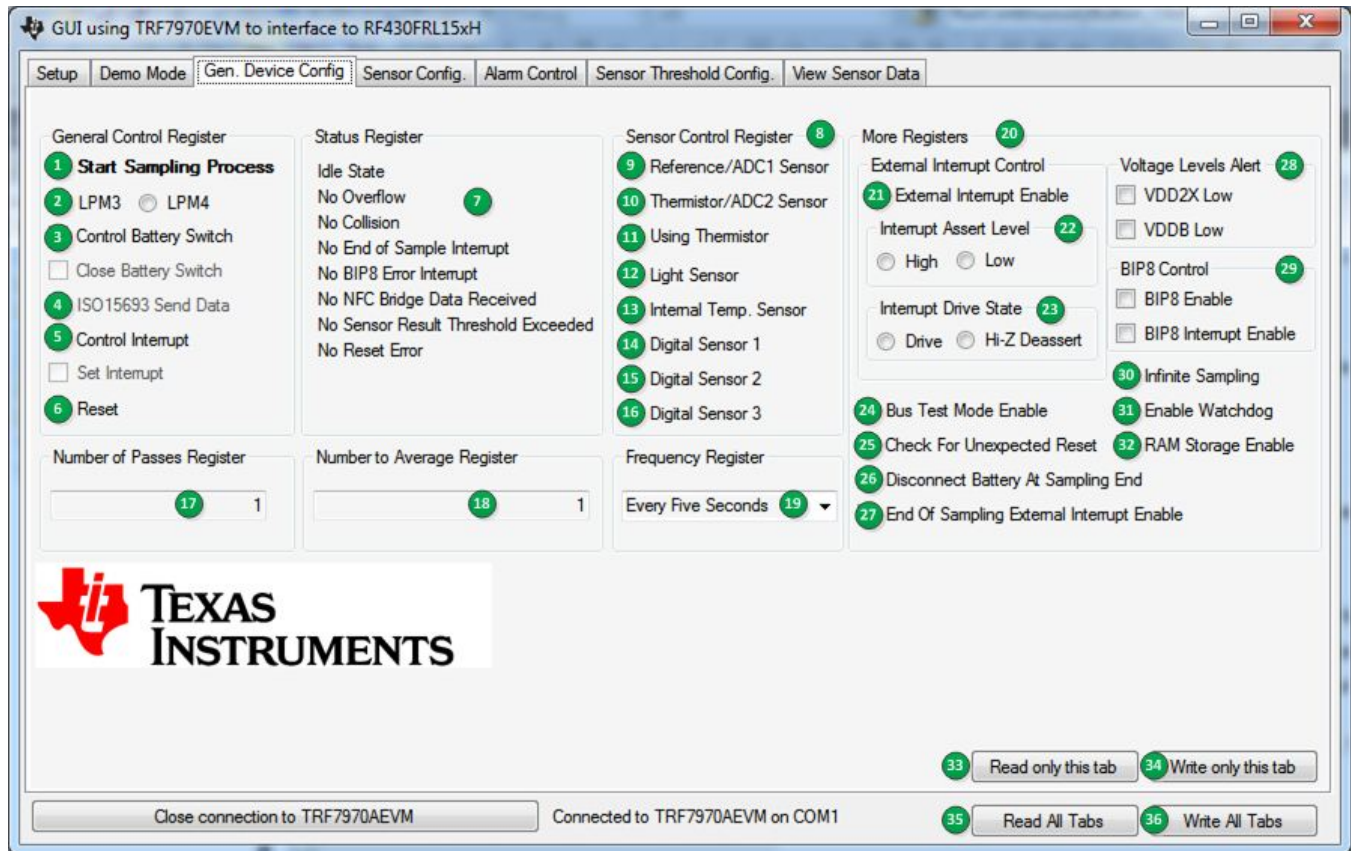 GUI using TRF7970EVM to interface to RF430FRL15xH
Setup Demo Mode Gen. Device Config Sensor Config. Alarm Control Sensor Threshold Config. View Sensor Data
General Control Register
1 Start Sampling Process
2 LPM3 LPM4
3 Control Battery Switch
Close Battery Switch
4 ISO15693 Send Data
5 Control Interrupt
Set Interrupt
6 Reset
Status Register
Idle State
No Overflow
7
No Collision
No End of Sample Interrupt
No BIP8 Error Interrupt
No NFC Bridge Data Received
No Sensor Result Threshold Exceeded
No Reset Error
Sensor Control Register 8
9 Reference/ADC1 Sensor
10 Thermistor/ADC2 Sensor
11 Using Thermistor
12 Light Sensor
13 Internal Temp. Sensor
14 Digital Sensor 1
15 Digital Sensor 2
16 Digital Sensor 3
More Registers 20
External Interrupt Control
21 External Interrupt Enable
Interrupt Assert Level 22
High Low
Interrupt Drive State 23
Drive Hi-Z Deassert
Voltage Levels Alert 28
VDD2X Low
VDDB Low
BIP8 Control 29
BIP8 Enable
BIP8 Interrupt Enable
30 Infinite Sampling
24 Bus Test Mode Enable 31 Enable Watchdog
25 Check For Unexpected Reset 32 RAM Storage Enable
26 Disconnect Battery At Sampling End
27 End Of Sampling External Interrupt Enable
Number of Passes Register
17 1
Number to Average Register
18 1
Frequency Register
Every Five Seconds 19
TEXAS
INSTRUMENTS
33 Read only this tab 34 Write only this tab
Close connection to TRF7970AEVM Connected to TRF7970AEVM on COM1 35 Read All Tabs 36 Write All Tabs